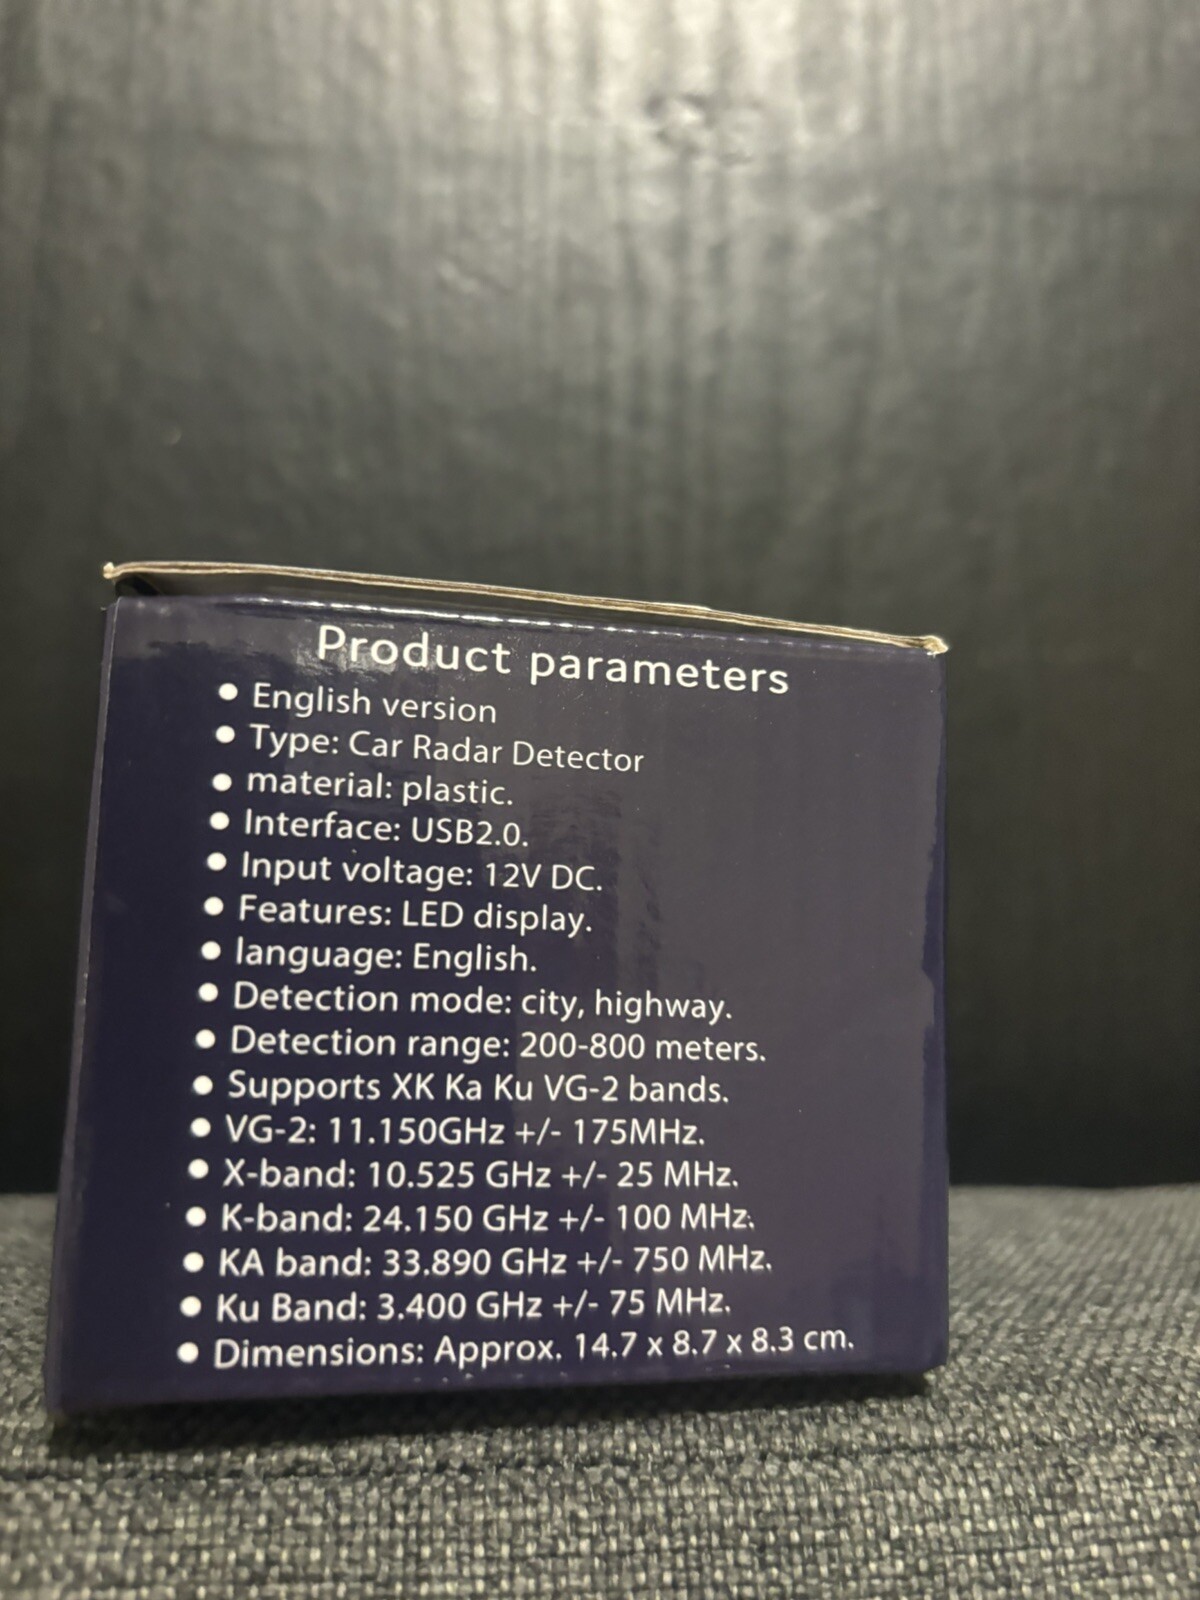 Product parameters
● English version
● Type: Car Radar Detector
● material: plastic.
● Interface: USB2.0.
● Input voltage: 12V DC.
● Features: LED display.
● language: English.
● Detection mode: city, highway.
● Detection range: 200-800 meters.
● Supports XK Ka Ku VG-2 bands.
● VG-2: 11.150GHz +/- 175MHz.
● X-band: 10.525 GHz +/- 25 MHz.
● K-band: 24.150 GHz +/- 100 MHz.
● KA band: 33.890 GHz +/- 750 MHz.
● Ku Band: 3.400 GHz +/- 75 MHz.
● Dimensions: Approx. 14.7 x 8.7 x 8.3 cm.